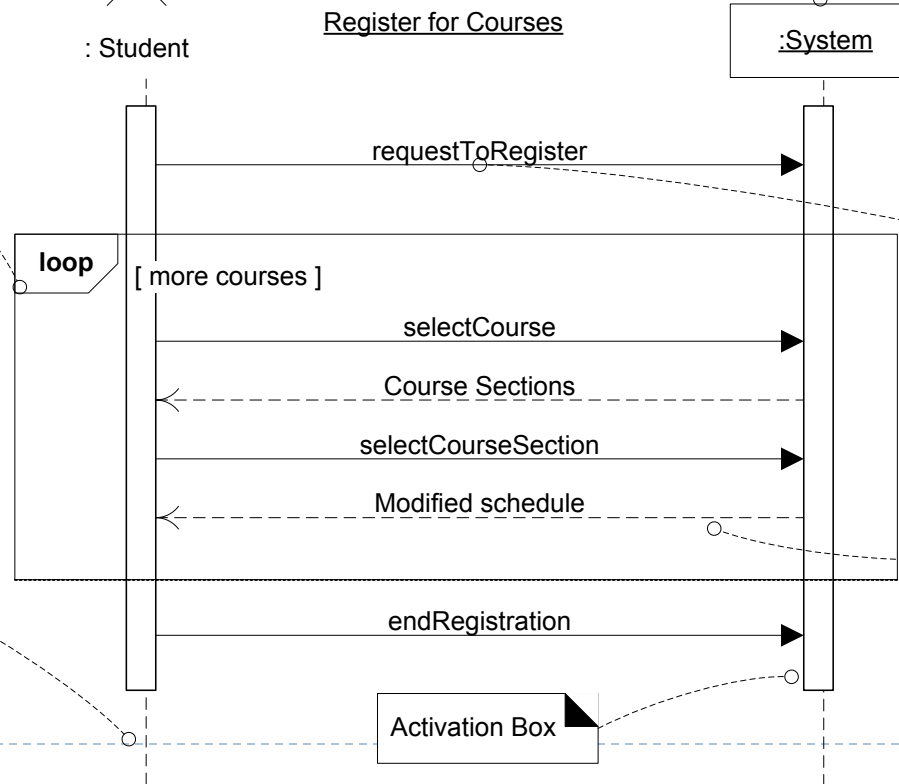 Register for Courses
: Student
:System
requestToRegister
loop
[ more courses ]
selectCourse
Course Sections
selectCourseSection
Modified schedule
endRegistration
Activation Box